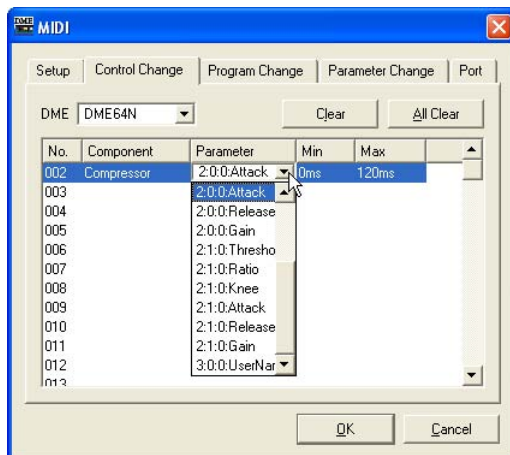 DME MIDI
Setup Control Change Program Change Parameter Change Port
DME DME64N Clear All Clear
No. Component Parameter Min Max
002 Compressor 2:0:0:Attack 0ms 120ms
003 2:0:0:Attack
004 2:0:0:Release
005 2:0:0:Gain
006 2:1:0:Thresho
007 2:1:0:Ratio
008 2:1:0:Knee
009 2:1:0:Attack
010 2:1:0:Release
011 2:1:0:Gain
012 3:0:0:UserNar
013
OK Cancel